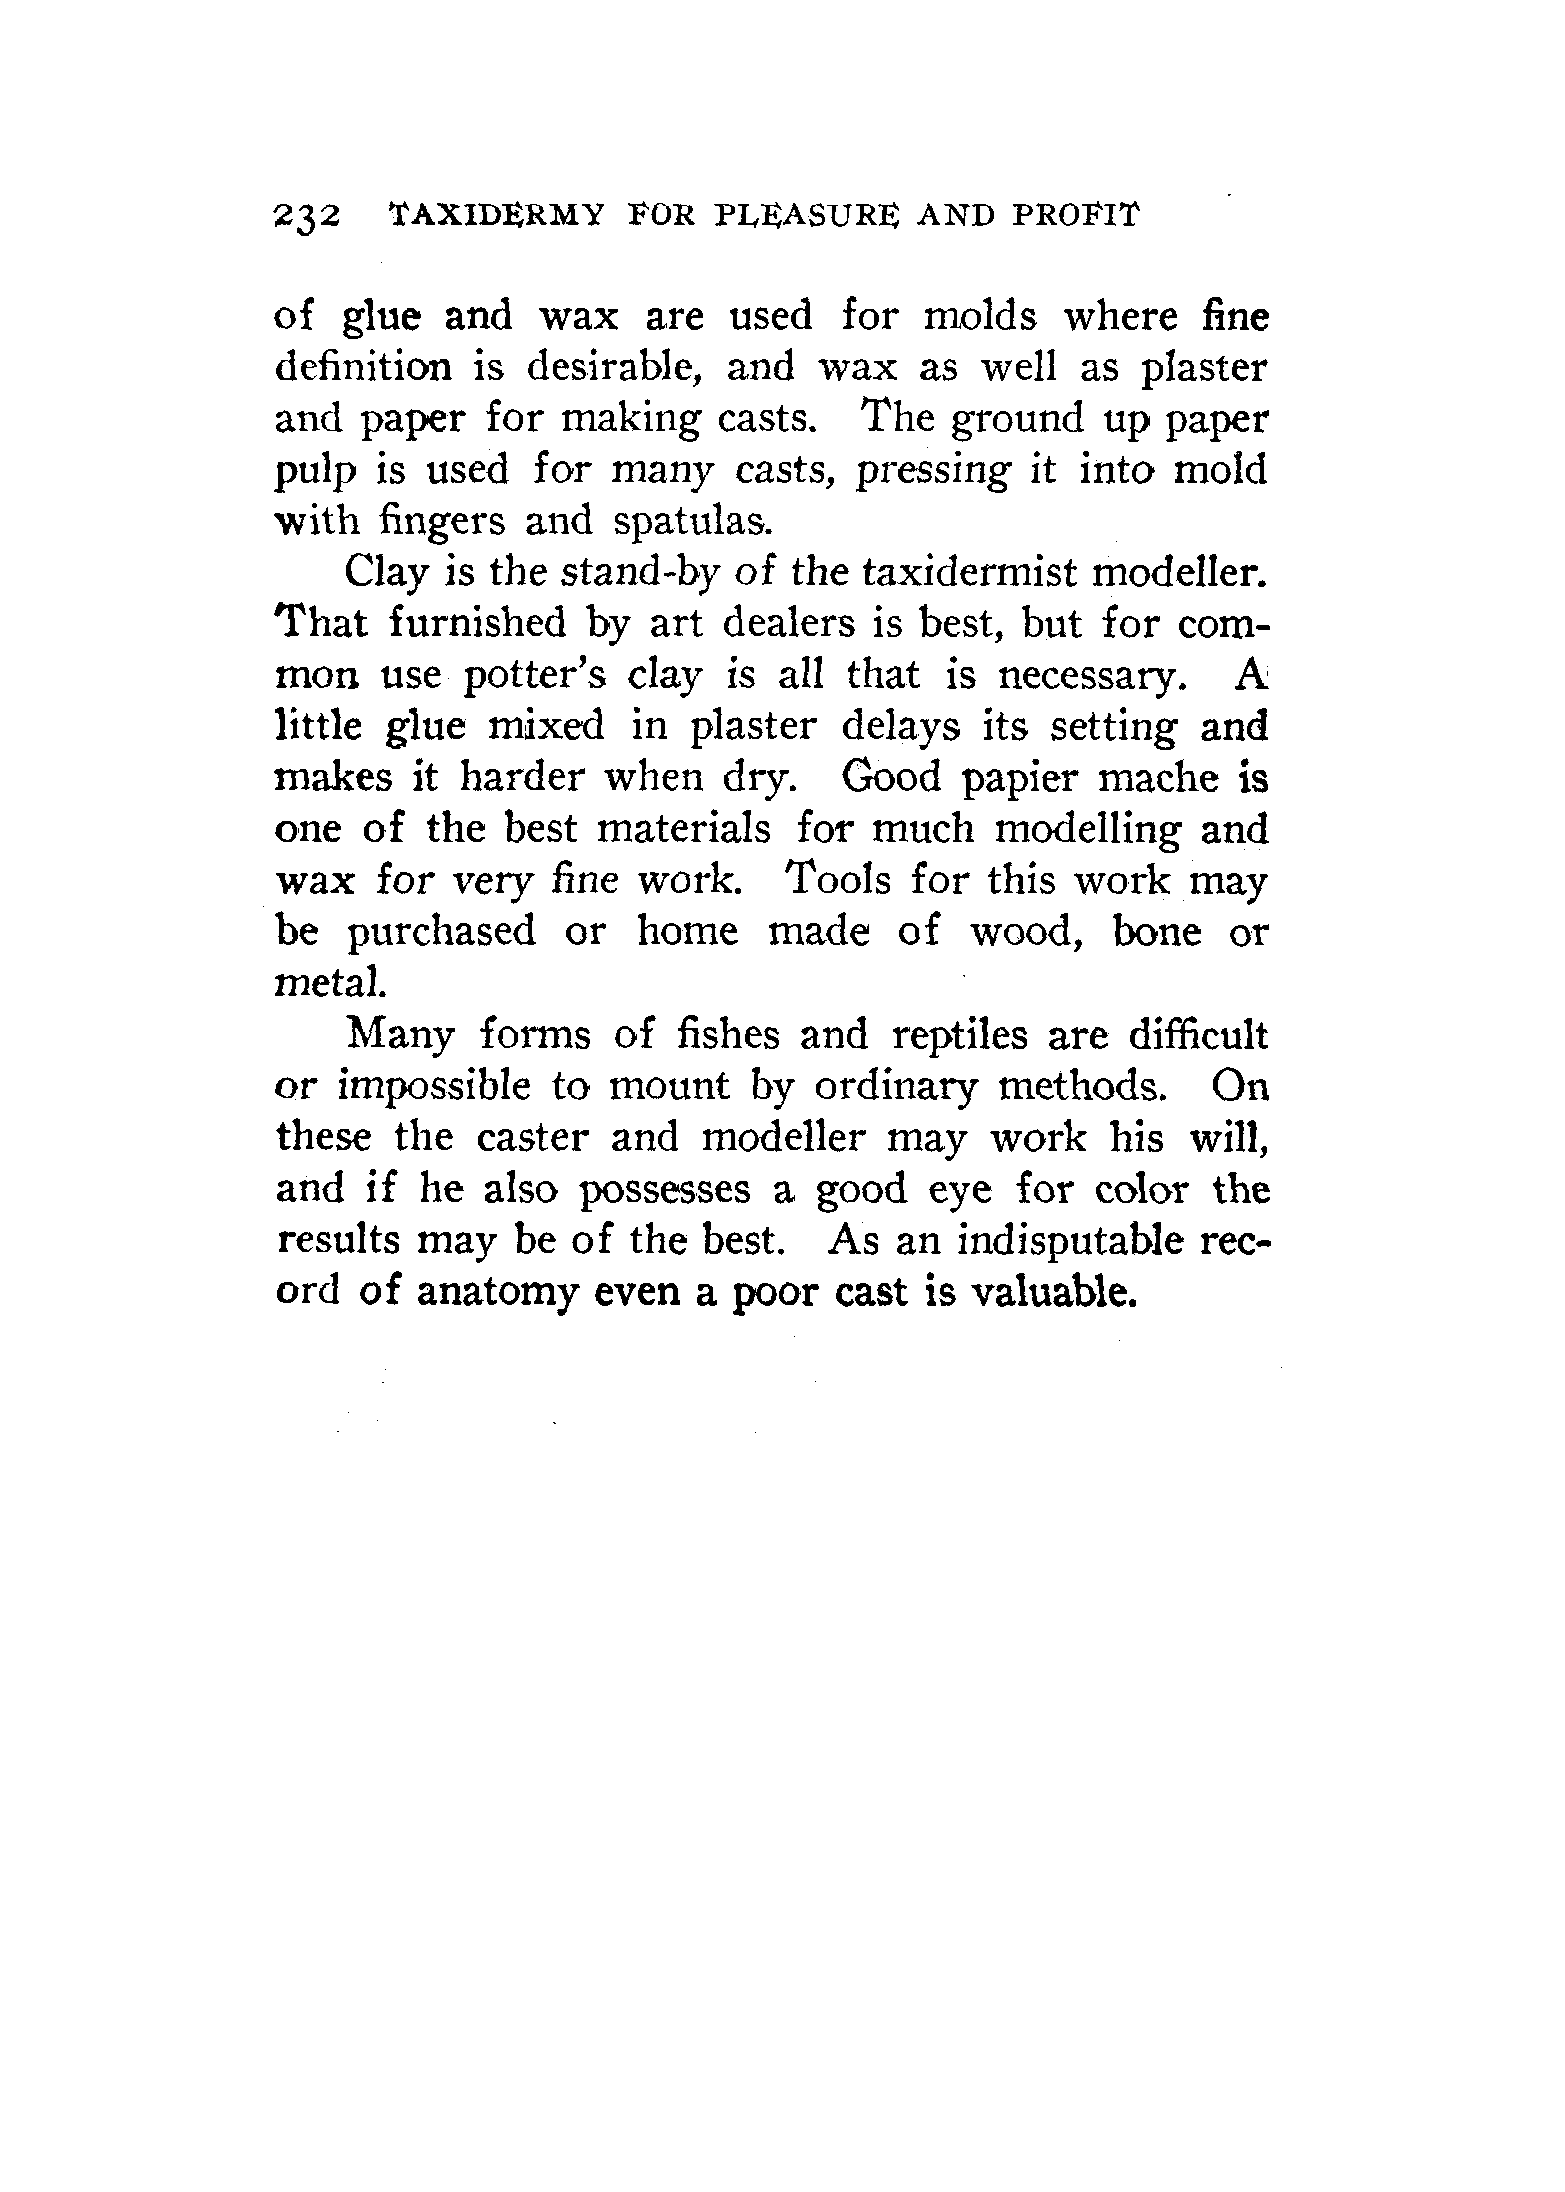 232 TAXIDERMY FOR PLEASURE AND PROFIT
of glue and wax are used for molds where fine
definition is desirable, and wax as well as plaster
and paper for making casts. The ground up paper
pulp is used for many casts, pressing it into mold
with fingers and spatulas.
Clay is the stand-by of the taxidermist modeller.
That furnished by art dealers is best, but for com-
mon use potter's clay is all that is necessary. A
little glue mixed in plaster delays its setting and
makes it harder when dry. Good papier mache is
one of the best materials for much modelling and
wax for very fine work. Tools for this work may
be purchased or home made of wood, bone or
metal.
Many forms of fishes and reptiles are difficult
or impossible to mount by ordinary methods. On
these the caster and modeller may work his will,
and if he also possesses a good eye for color the
results may be of the best. As an indisputable rec-
ord of anatomy even a poor cast is valuable.